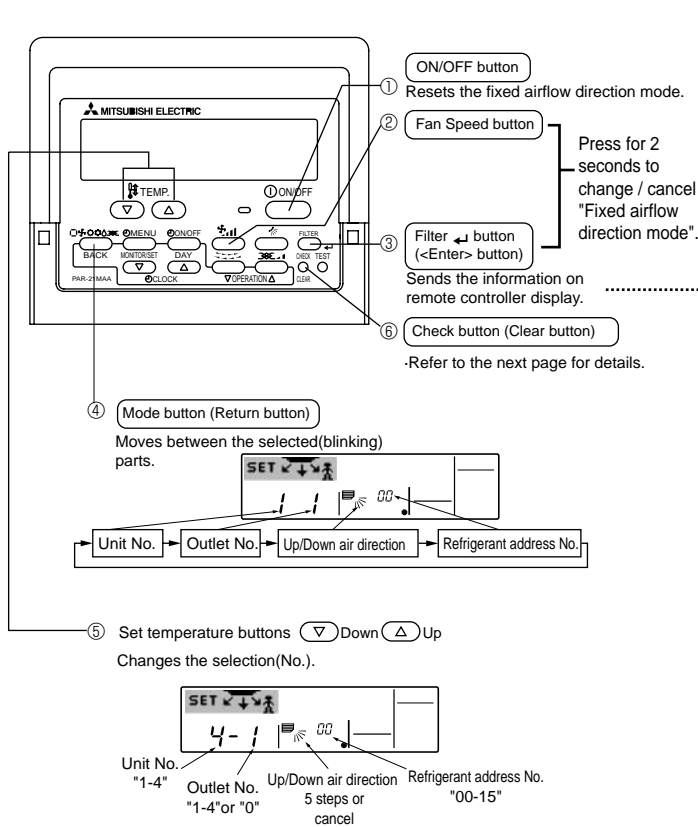 MITSUBISHI ELECTRIC
TEMP.
ON/OFF
MENU
ON/OFF
FILTER
BACK
MONITOR/SET
DAY
CHECK TEST
PAR-21MAA
CLOCK
OPERATION
CLEAR
① ON/OFF button
Resets the fixed airflow direction mode.
② Fan Speed button
Press for 2
seconds to
change / cancel
"Fixed airflow
direction mode".
③ Filter ↵ button
(<Enter> button)
Sends the information on
remote controller display.
⑥ Check button (Clear button)
·Refer to the next page for details.
④ Mode button (Return button)
Moves between the selected(blinking)
parts.
SET
1 1 00
Unit No. Outlet No. Up/Down air direction Refrigerant address No.
⑤ Set temperature buttons ▽ Down △ Up
Changes the selection(No.).
SET
4- 1 00
Unit No.
"1-4"
Outlet No.
"1-4"or "0"
Up/Down air direction
5 steps or
cancel
Refrigerant address No.
"00-15"